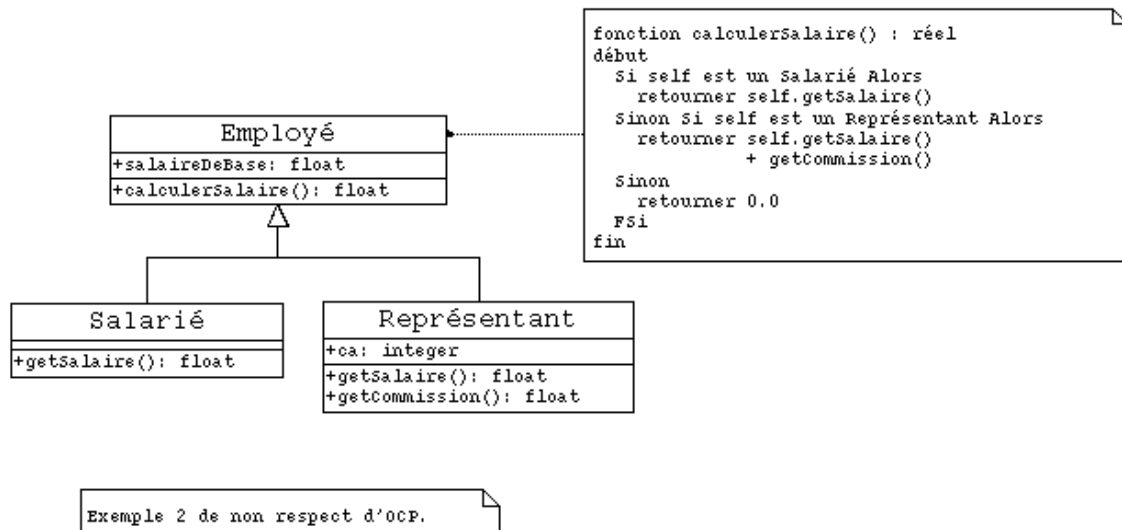 fonction calculerSalaire() : réel
début
Si self est un Salarié Alors
retourner self.getSalaire()
Sinon Si self est un Représentant Alors
retourner self.getSalaire()
+ getCommission()
Sinon
retourner 0.0
FSi
fin
Employé
+salaireDeBase: float
+calculerSalaire(): float
Salarié
+getSalaire(): float
Représentant
+ca: integer
+getSalaire(): float
+getCommission(): float
Exemple 2 de non respect d'OCP.